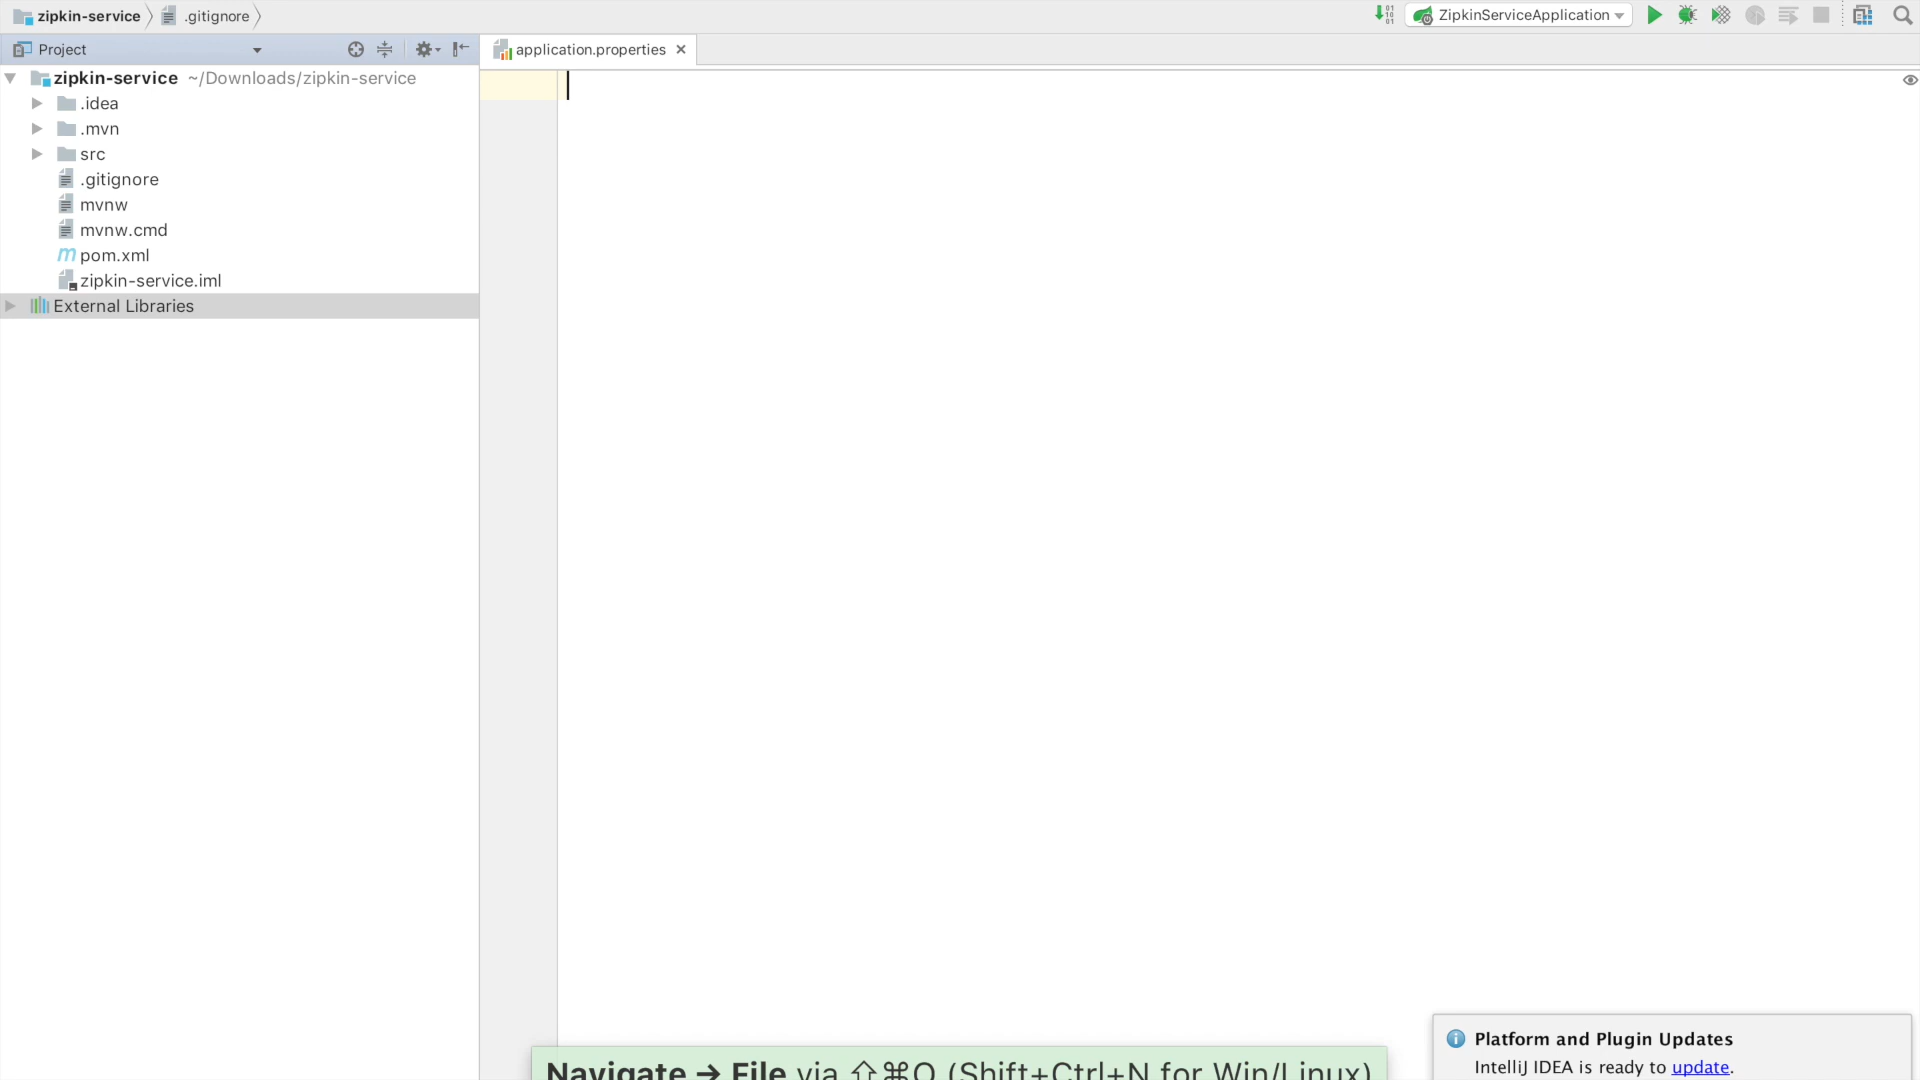 zipkin-service .gitignore
ZipkinServiceApplication
Project
application.properties
zipkin-service ~/Downloads/zipkin-service
.idea
.mvn
src
.gitignore
mvnw
mvnw.cmd
m pom.xml
zipkin-service.iml
External Libraries
Platform and Plugin Updates
IntelliJ IDEA is ready to update.
Navigate → File via ⇧⌘O (Shift+Ctrl+N for Win/Linux)